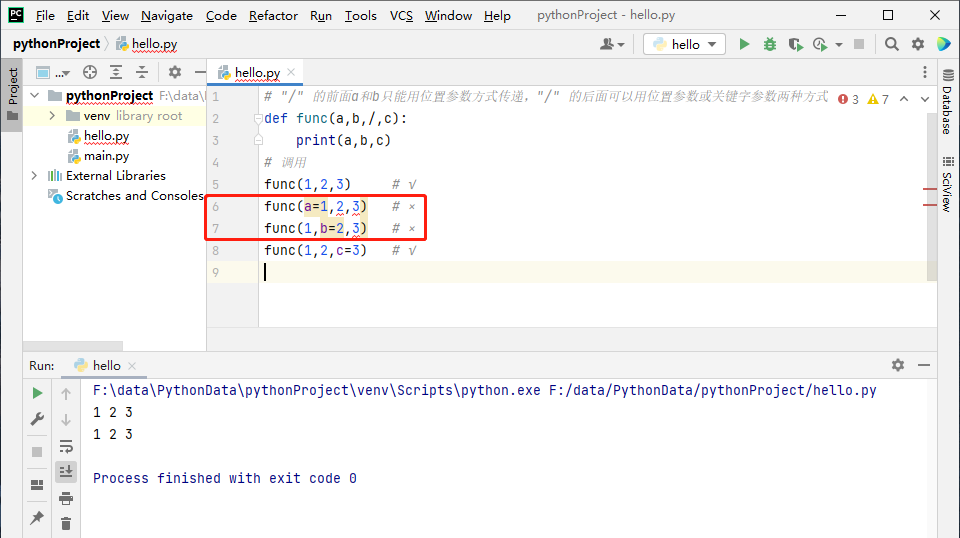 PC File Edit View Navigate Code Refactor Run Tools VCS Window Help pythonProject - hello.py
pythonProject hello.py hello
Project
...
pythonProject F:\data\
venv library root
hello.py
main.py
External Libraries
Scratches and Consoles
hello.py
3 7
1 # "/" 的前面a和b只能用位置参数方式传递，"/" 的后面可以用位置参数或关键字参数两种方式
2 def func(a,b,/,c):
3 print(a,b,c)
4 # 调用
5 func(1,2,3) # √
6 func(a=1,2,3) # ×
7 func(1,b=2,3) # ×
8 func(1,2,c=3) # √
9
Database
SciView
Run: hello
F:\data\PythonData\pythonProject\venv\Scripts\python.exe F:/data/PythonData/pythonProject/hello.py
1 2 3
1 2 3
Process finished with exit code 0